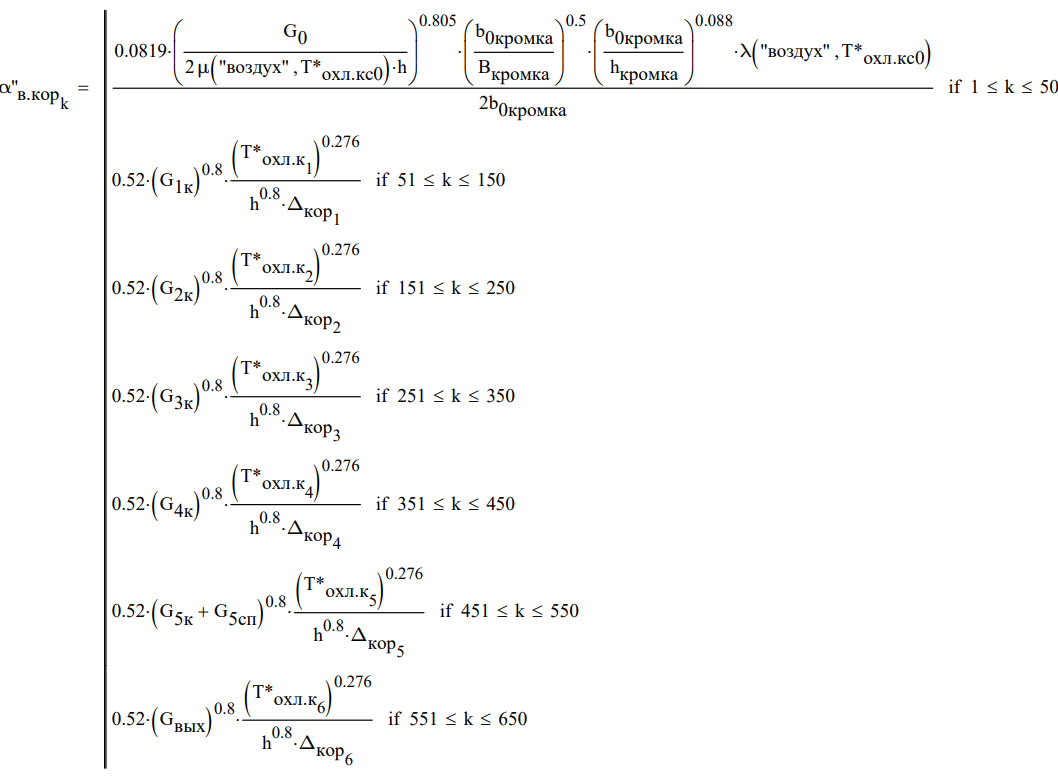 α"в.кор_k = 0.0819·(G_0 / (2 μ("воздух" , T*охл.кс0)·h))^0.805 · (b_0кромка / B_кромка)^0.5 · (b_0кромка / h_кромка)^0.088 · λ("воздух" , T*охл.кс0) / 2b_0кромка if 1 ≤ k ≤ 50
0.52·(G_1к)^0.8 · (T*охл.к_1)^0.276 / (h^0.8·Δ_кор_1) if 51 ≤ k ≤ 150
0.52·(G_2к)^0.8 · (T*охл.к_2)^0.276 / (h^0.8·Δ_кор_2) if 151 ≤ k ≤ 250
0.52·(G_3к)^0.8 · (T*охл.к_3)^0.276 / (h^0.8·Δ_кор_3) if 251 ≤ k ≤ 350
0.52·(G_4к)^0.8 · (T*охл.к_4)^0.276 / (h^0.8·Δ_кор_4) if 351 ≤ k ≤ 450
0.52·(G_5к + G_5сп)^0.8 · (T*охл.к_5)^0.276 / (h^0.8·Δ_кор_5) if 451 ≤ k ≤ 550
0.52·(G_вых)^0.8 · (T*охл.к_6)^0.276 / (h^0.8·Δ_кор_6) if 551 ≤ k ≤ 650